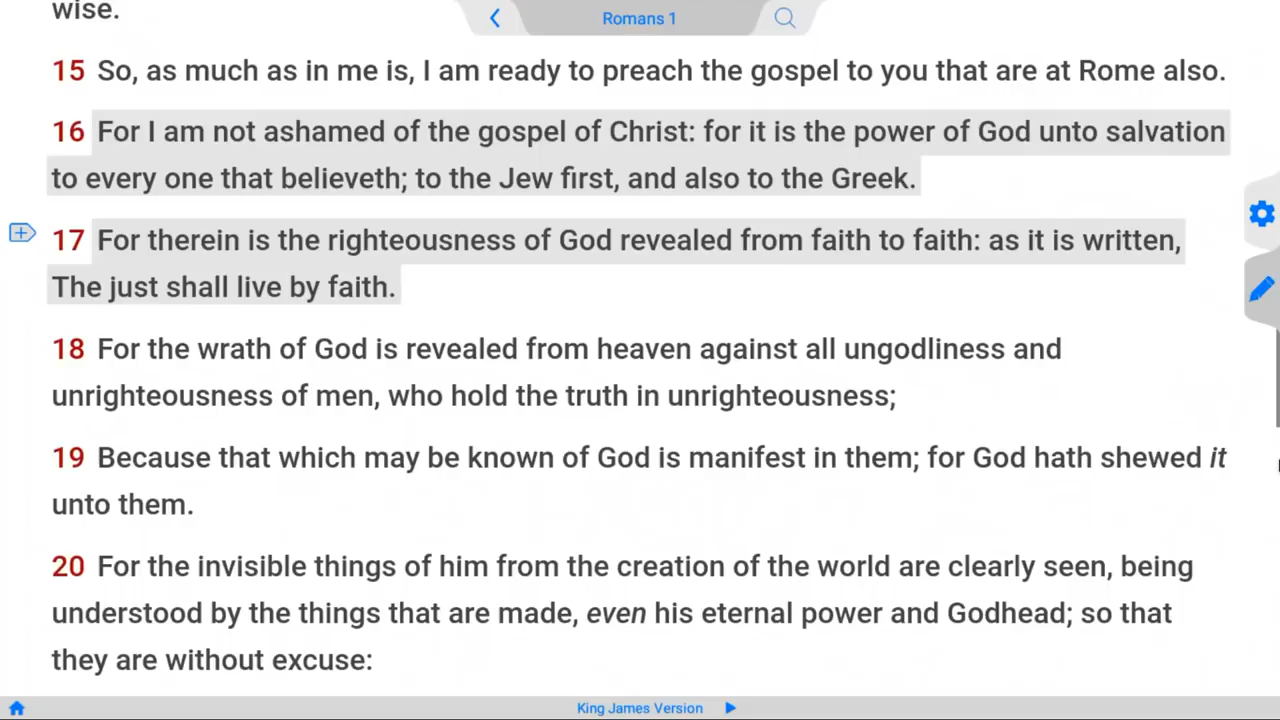 wise.
Romans 1
15 So, as much as in me is, I am ready to preach the gospel to you that are at Rome also.
16 For I am not ashamed of the gospel of Christ: for it is the power of God unto salvation
to every one that believeth; to the Jew first, and also to the Greek.
17 For therein is the righteousness of God revealed from faith to faith: as it is written,
The just shall live by faith.
18 For the wrath of God is revealed from heaven against all ungodliness and
unrighteousness of men, who hold the truth in unrighteousness;
19 Because that which may be known of God is manifest in them; for God hath shewed it
unto them.
20 For the invisible things of him from the creation of the world are clearly seen, being
understood by the things that are made, even his eternal power and Godhead; so that
they are without excuse:
King James Version